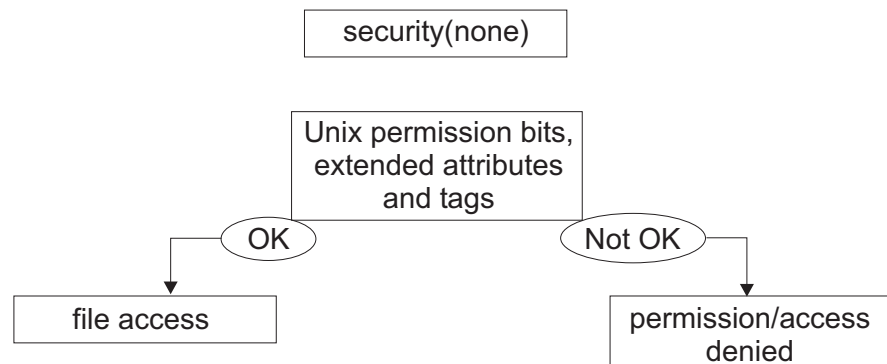 security(none)
Unix permission bits,
extended attributes
and tags
OK
Not OK
file access
permission/access
denied